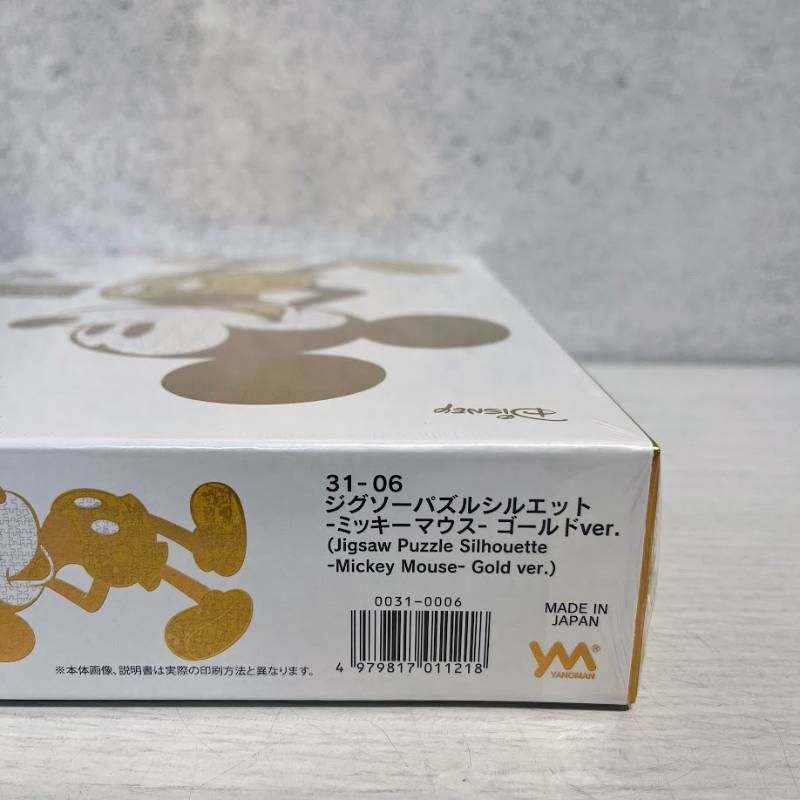 Disney
31-06
ジグソーパズルシルエット
-ミッキーマウス- ゴールドver.
(Jigsaw Puzzle Silhouette
-Mickey Mouse- Gold ver.)
0031-0006
4 979817 011218
MADE IN
JAPAN
ym®
YANOMAN
※本体画像、説明書は実際の印刷方法と異なります。